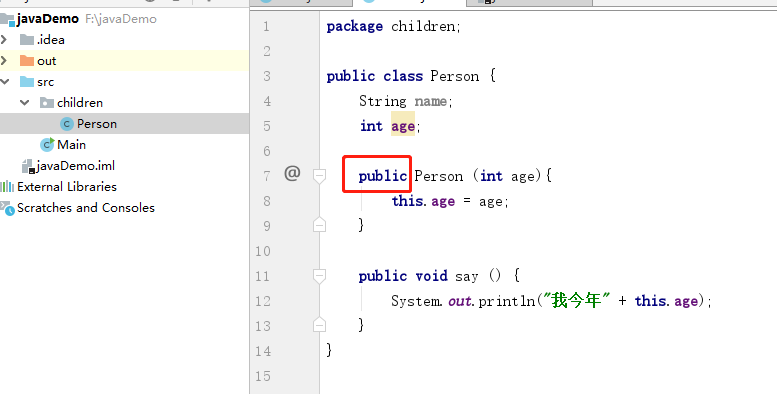 javaDemo F:\javaDemo
.idea
out
src
children
Person
Main
javaDemo.iml
External Libraries
Scratches and Consoles
1 package children;
2
3 public class Person {
4 String name;
5 int age;
6
7 @ public Person (int age){
8 this.age = age;
9 }
10
11 public void say () {
12 System.out.println("我今年" + this.age);
13 }
14 }
15